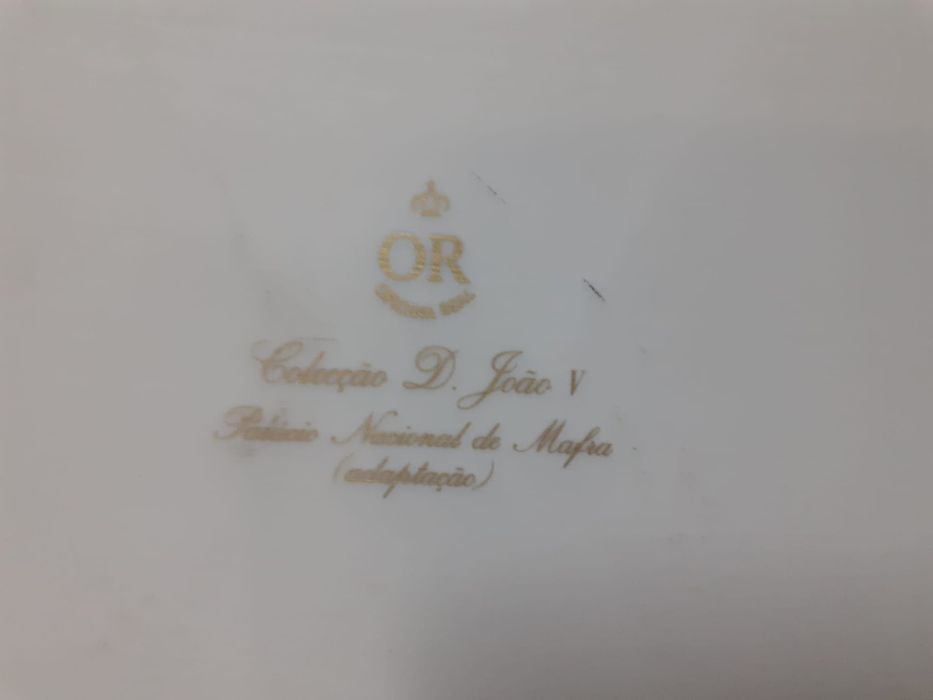 OR
Colecção D. João V
Palácio Nacional de Mafra
(adaptação)